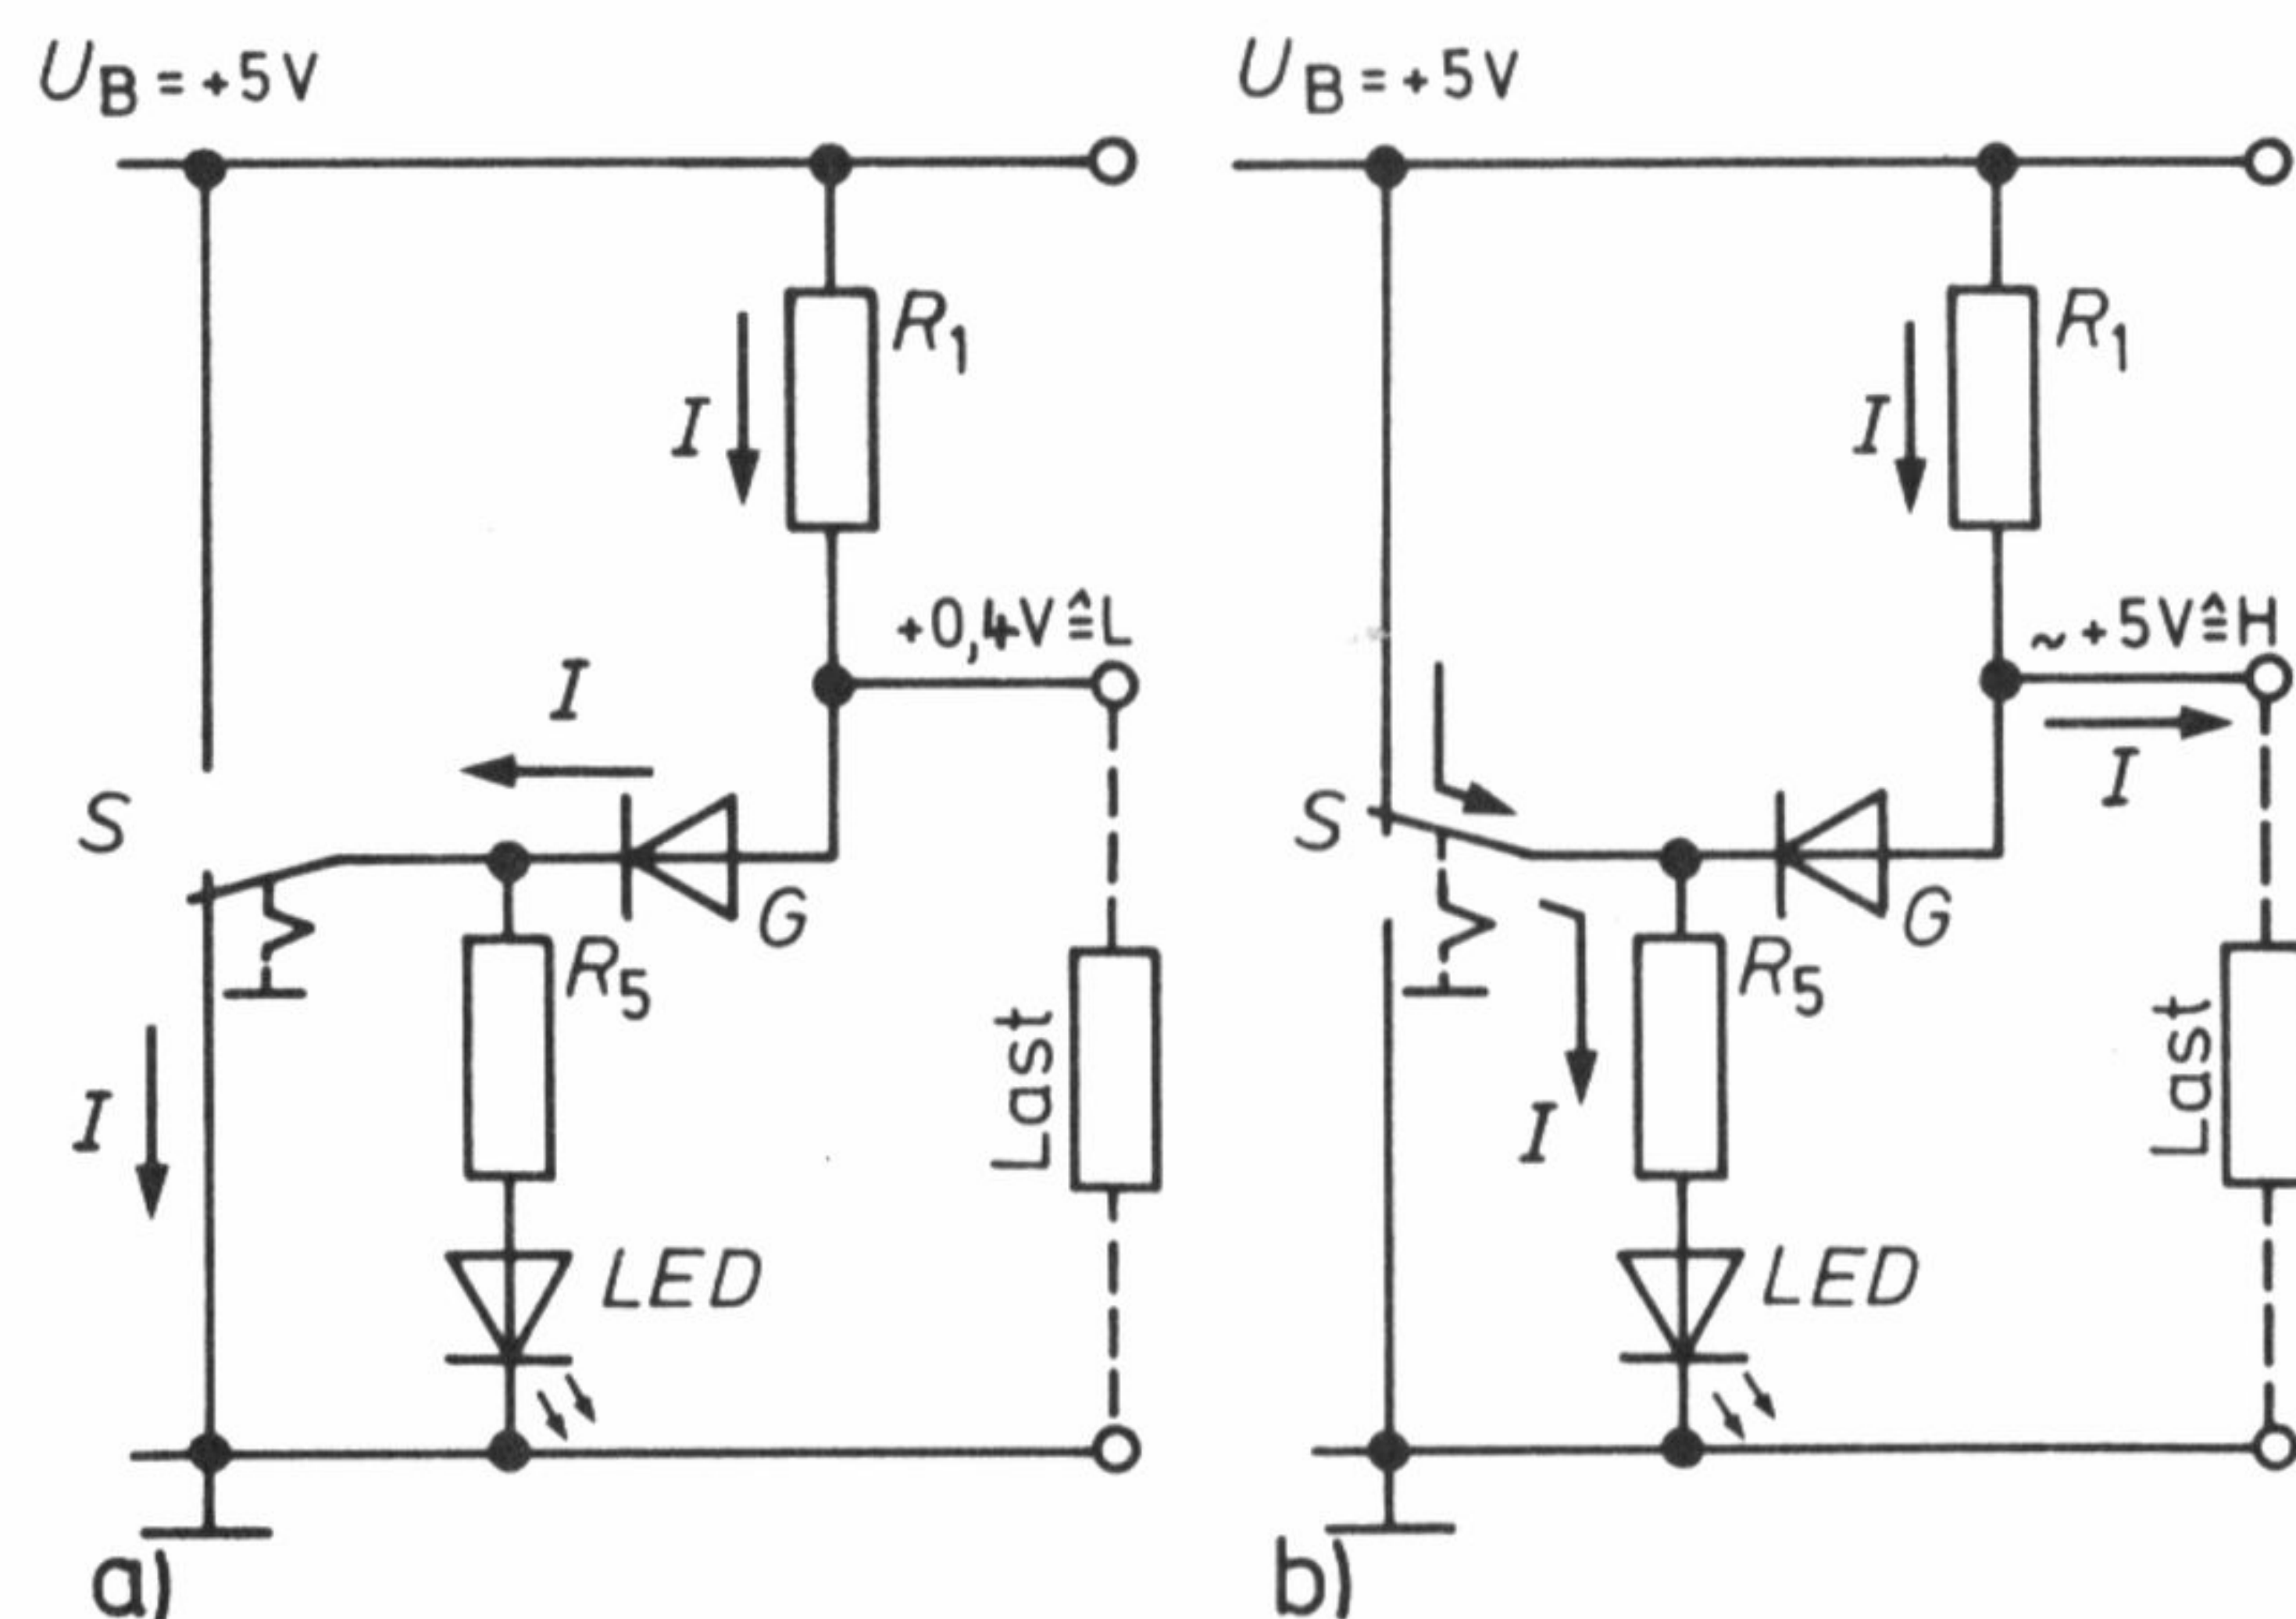 U_B = +5V
R_1
I
+0,4V≙L
I
S
G
R_5
I
Last
LED
a)
U_B = +5V
R_1
I
~+5V≙H
I
S
G
R_5
I
Last
LED
b)